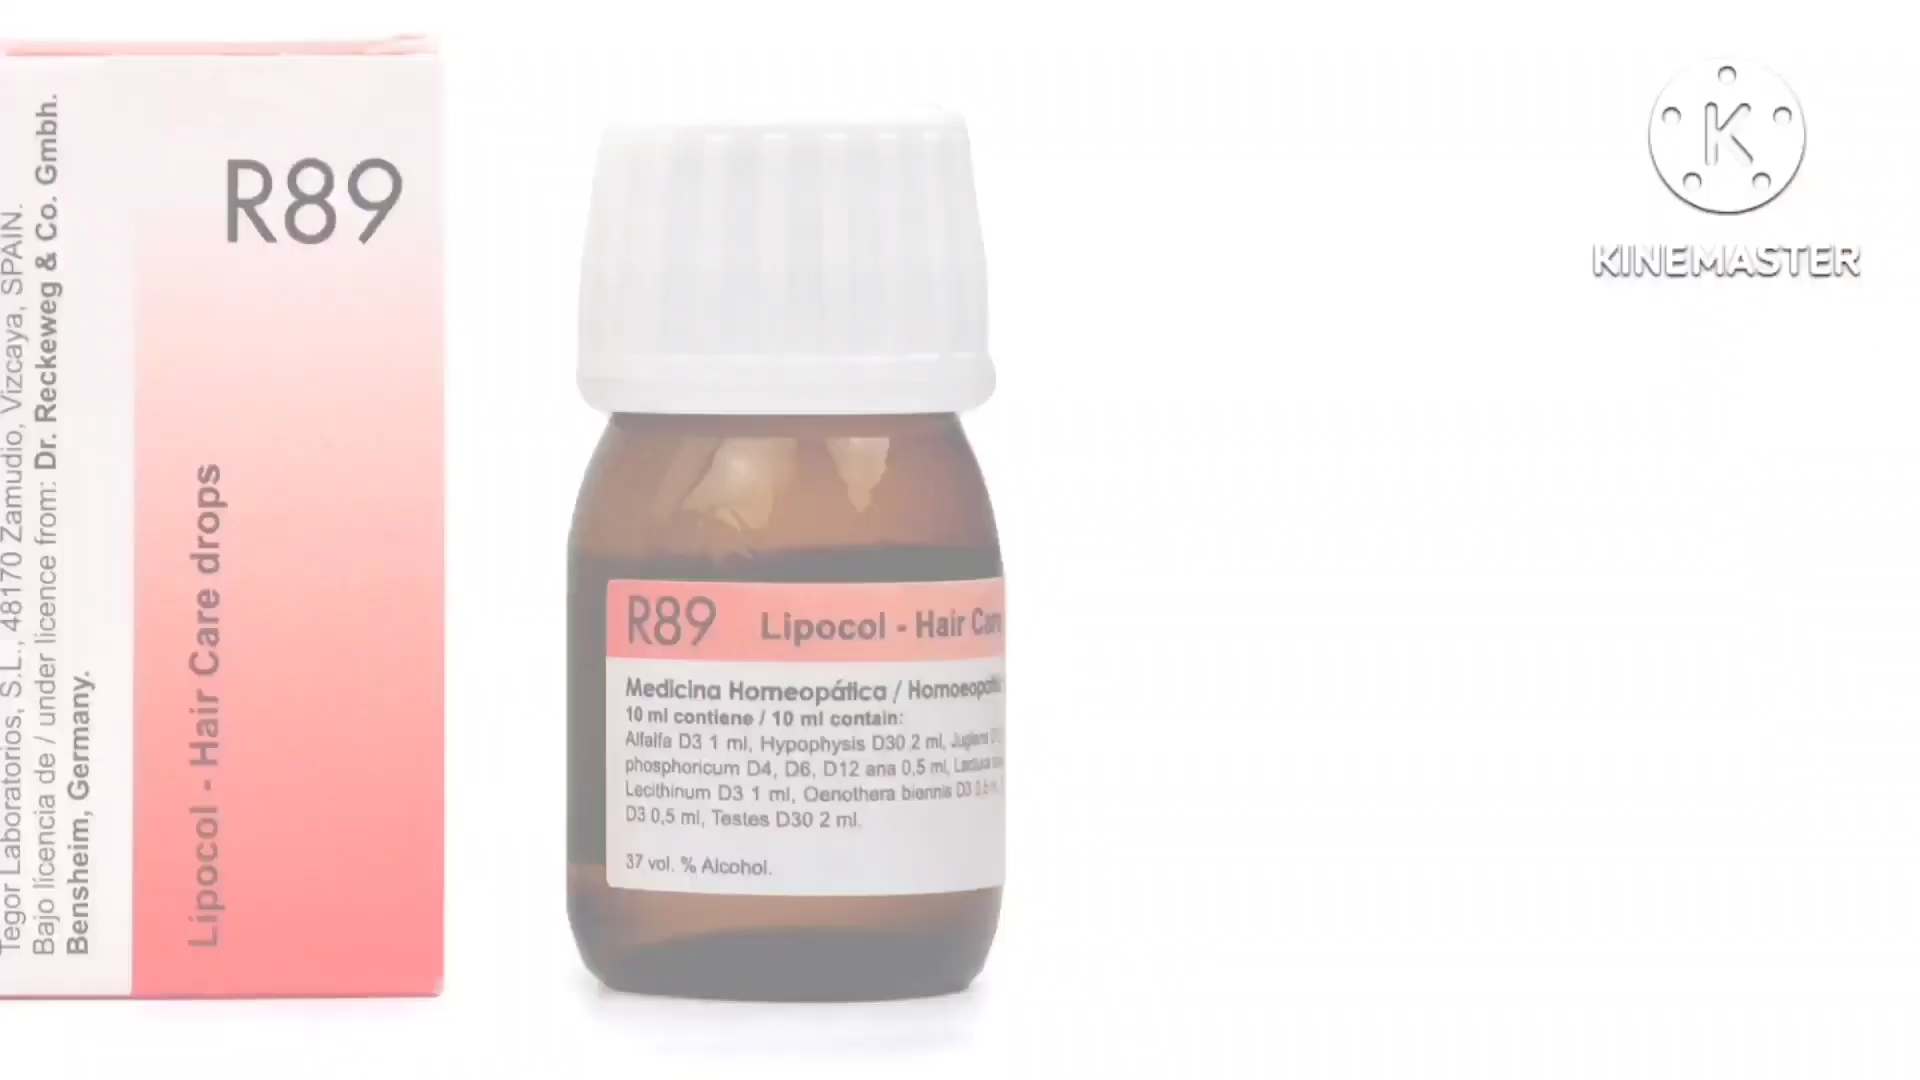 R89
Lipocol - Hair Care drops
Tegor Laboratorios, S.L., 48170 Zamudio, Vizcaya, SPAIN.
Bajo licencia de / under licence from: Dr. Reckeweg & Co. Gmbh.
Bensheim, Germany.
R89 Lipocol - Hair Care
Medicina Homeopática /
10 ml contiene / 10 ml contain:
Alfalfa D3 1 ml, Hypophysis D30 2 ml,
phosphoricum D4, D6, D12 ana 0,5 ml,
Lecithinum D3 1 ml, Oenothera biennis D3
D3 0,5 ml, Testes D30 2 ml.
37 vol. % Alcohol.
K
KINEMASTER